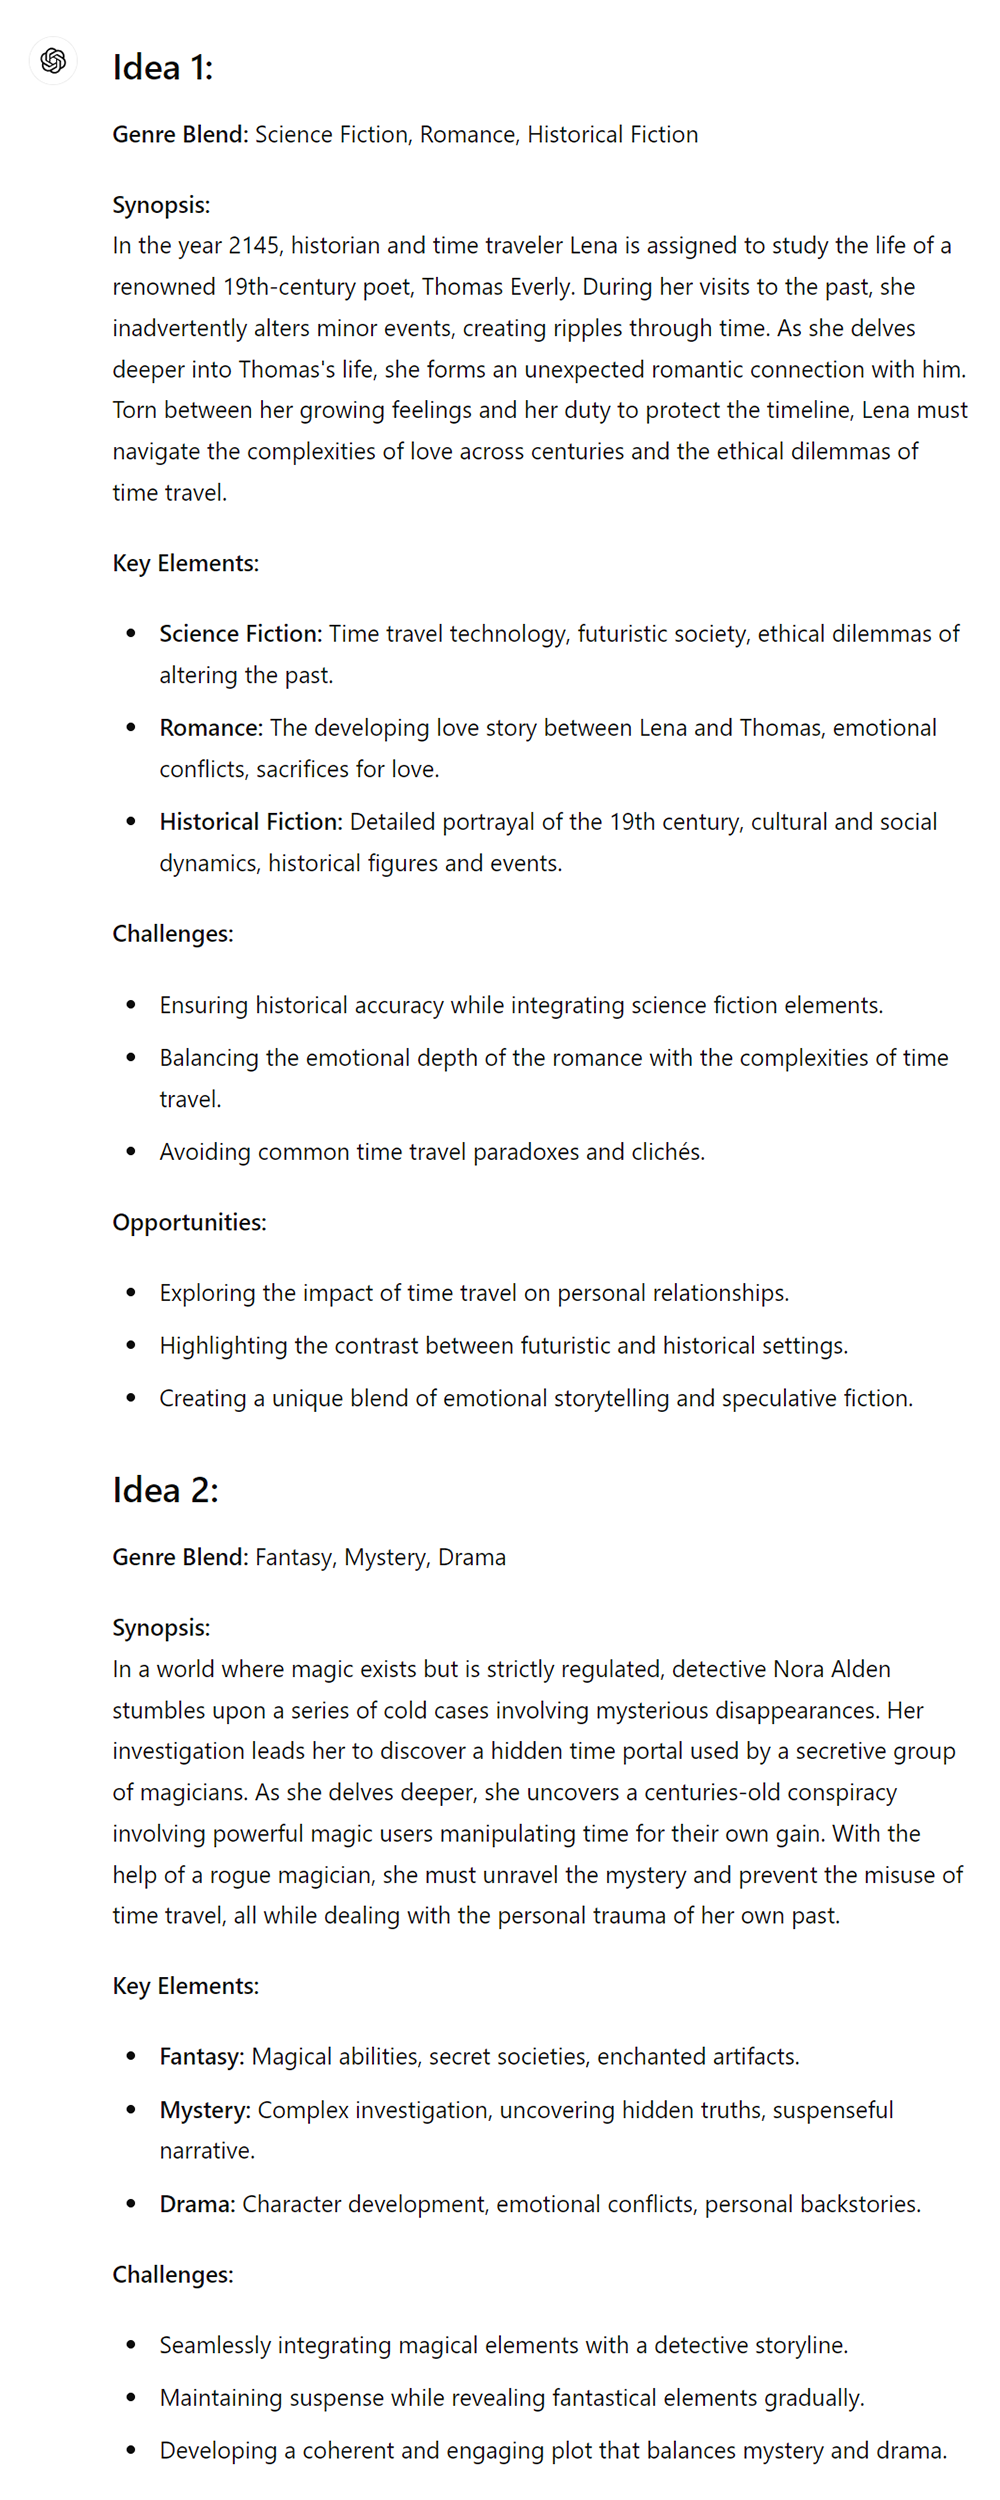 Idea 1:
Genre Blend: Science Fiction, Romance, Historical Fiction
Synopsis:
In the year 2145, historian and time traveler Lena is assigned to study the life of a
renowned 19th-century poet, Thomas Everly. During her visits to the past, she
inadvertently alters minor events, creating ripples through time. As she delves
deeper into Thomas's life, she forms an unexpected romantic connection with him.
Torn between her growing feelings and her duty to protect the timeline, Lena must
navigate the complexities of love across centuries and the ethical dilemmas of
time travel.
Key Elements:
• Science Fiction: Time travel technology, futuristic society, ethical dilemmas of
altering the past.
• Romance: The developing love story between Lena and Thomas, emotional
conflicts, sacrifices for love.
• Historical Fiction: Detailed portrayal of the 19th century, cultural and social
dynamics, historical figures and events.
Challenges:
• Ensuring historical accuracy while integrating science fiction elements.
• Balancing the emotional depth of the romance with the complexities of time
travel.
• Avoiding common time travel paradoxes and clichés.
Opportunities:
• Exploring the impact of time travel on personal relationships.
• Highlighting the contrast between futuristic and historical settings.
• Creating a unique blend of emotional storytelling and speculative fiction.
Idea 2:
Genre Blend: Fantasy, Mystery, Drama
Synopsis:
In a world where magic exists but is strictly regulated, detective Nora Alden
stumbles upon a series of cold cases involving mysterious disappearances. Her
investigation leads her to discover a hidden time portal used by a secretive group
of magicians. As she delves deeper, she uncovers a centuries-old conspiracy
involving powerful magic users manipulating time for their own gain. With the
help of a rogue magician, she must unravel the mystery and prevent the misuse of
time travel, all while dealing with the personal trauma of her own past.
Key Elements:
• Fantasy: Magical abilities, secret societies, enchanted artifacts.
• Mystery: Complex investigation, uncovering hidden truths, suspenseful
narrative.
• Drama: Character development, emotional conflicts, personal backstories.
Challenges:
• Seamlessly integrating magical elements with a detective storyline.
• Maintaining suspense while revealing fantastical elements gradually.
• Developing a coherent and engaging plot that balances mystery and drama.